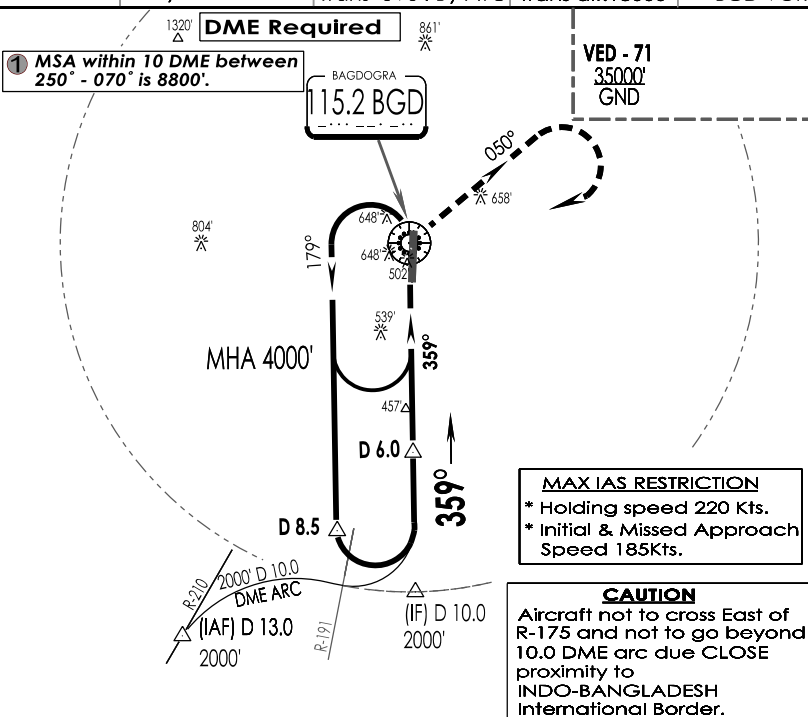 1320'
DME Required
861'
1 MSA within 10 DME between
250° - 070° is 8800'.
VED - 71
35000'
GND
BAGDOGRA
115.2 BGD
050°
658'
648'
804'
179°
648'
502'
539'
MHA 4000'
359°
457'
D 6.0
359°
MAX IAS RESTRICTION
* Holding speed 220 Kts.
* Initial & Missed Approach
Speed 185Kts.
D 8.5
R-210
2000' D 10.0
DME ARC
R-191
(IAF) D 13.0
2000'
(IF) D 10.0
2000'
CAUTION
Aircraft not to cross East of
R-175 and not to go beyond
10.0 DME arc due CLOSE
proximity to
INDO-BANGLADESH
International Border.